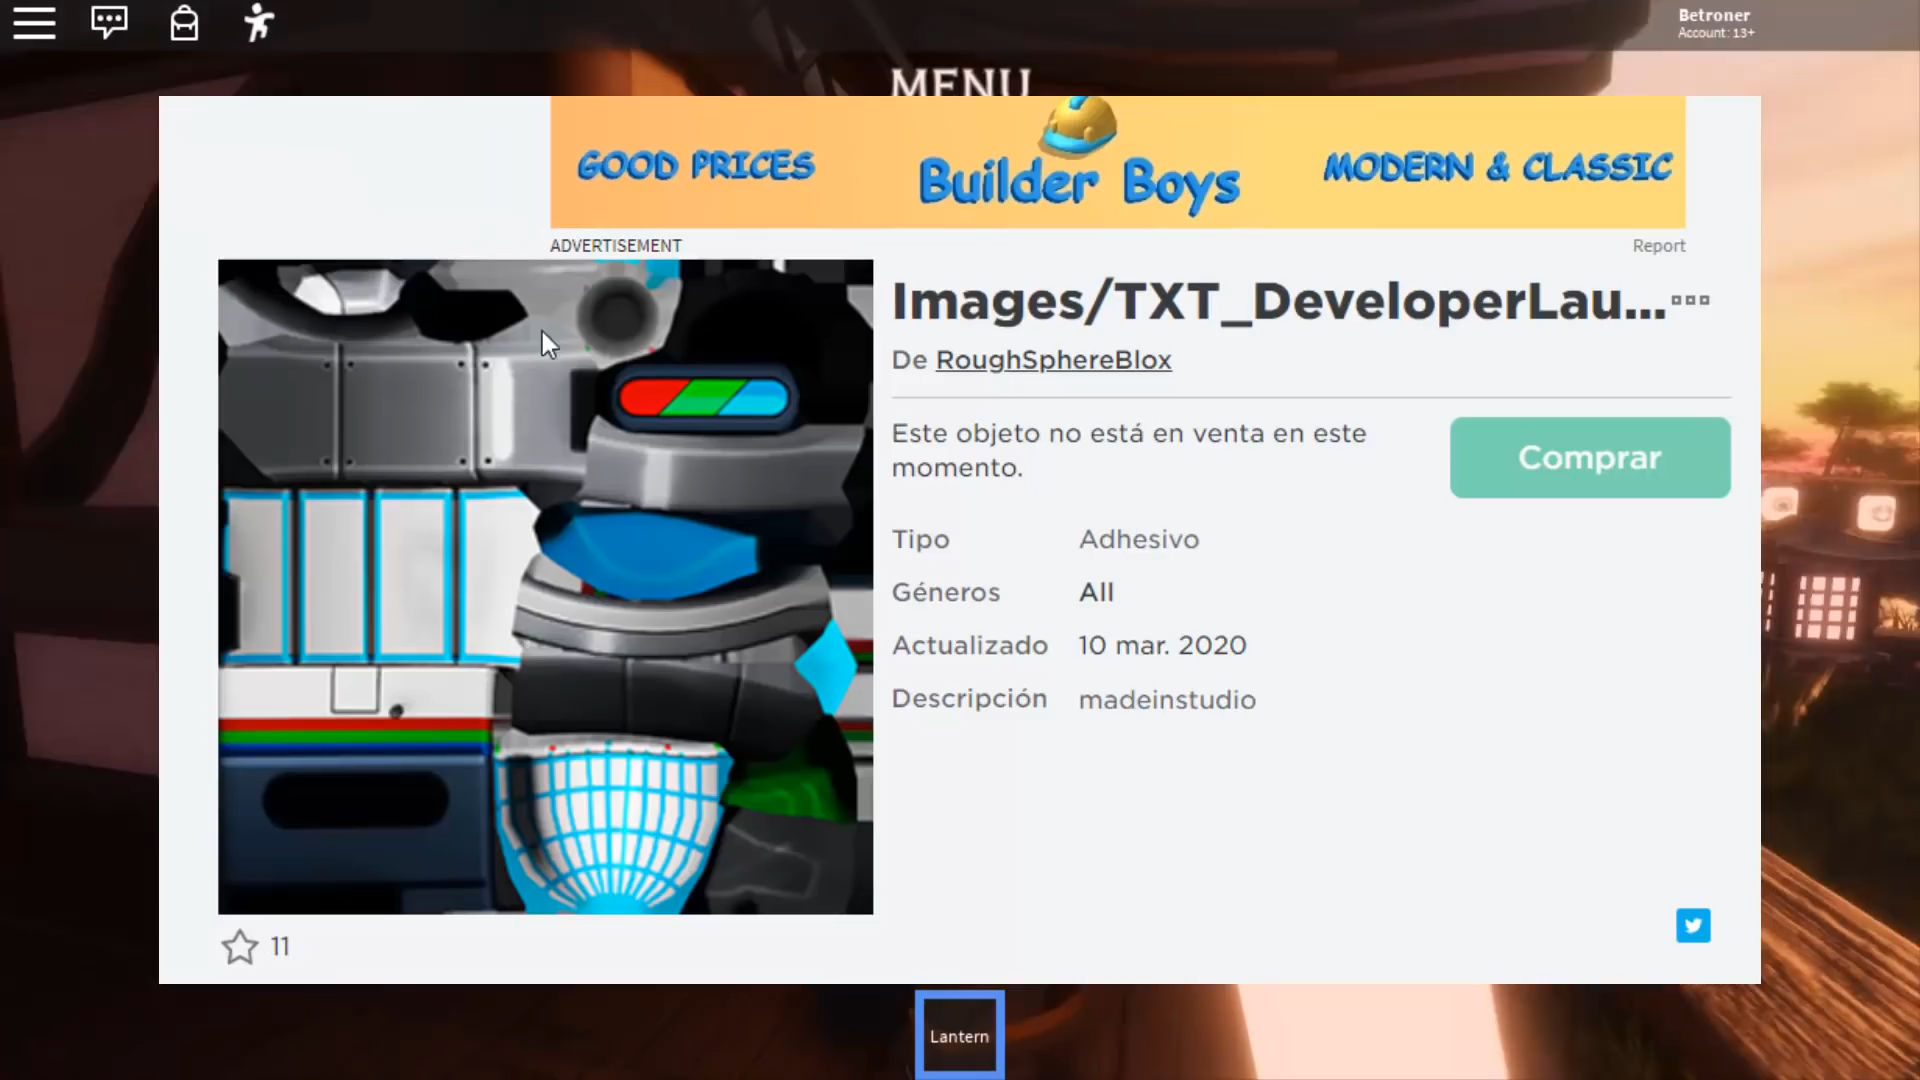 Betroner
Account: 13+
MENU
GOOD PRICES
Builder Boys
MODERN & CLASSIC
ADVERTISEMENT
Report
Images/TXT_DeveloperLau...
De RoughSphereBlox
Este objeto no está en venta en este
momento.
Comprar
Tipo Adhesivo
Géneros All
Actualizado 10 mar. 2020
Descripción madeinstudio
11
Lantern